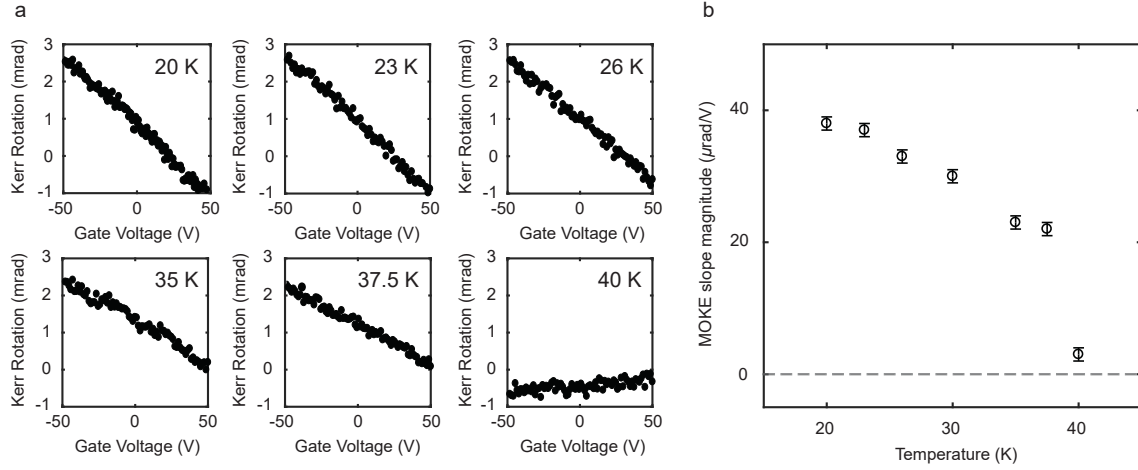 a
b
Kerr Rotation (mrad)
3
2
1
0
-1
20 K
-50
0
50
Gate Voltage (V)
Kerr Rotation (mrad)
3
2
1
0
-1
23 K
-50
0
50
Gate Voltage (V)
Kerr Rotation (mrad)
3
2
1
0
-1
26 K
-50
0
50
Gate Voltage (V)
Kerr Rotation (mrad)
3
2
1
0
-1
35 K
-50
0
50
Gate Voltage (V)
Kerr Rotation (mrad)
3
2
1
0
-1
37.5 K
-50
0
50
Gate Voltage (V)
Kerr Rotation (mrad)
3
2
1
0
-1
40 K
-50
0
50
Gate Voltage (V)
MOKE slope magnitude (μrad/V)
40
20
0
20
30
40
Temperature (K)